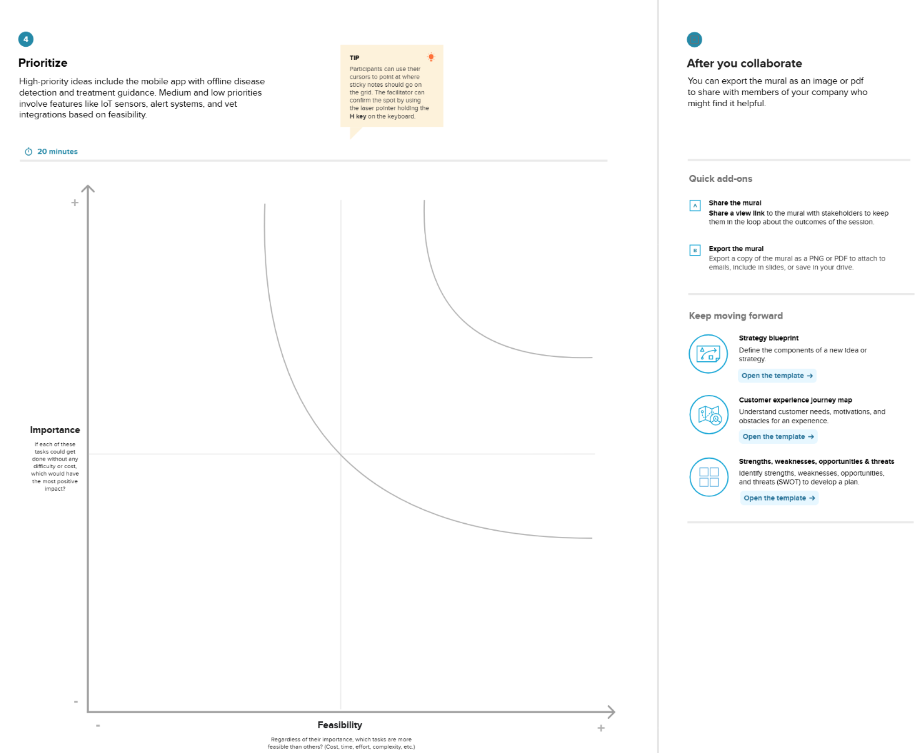 4
Prioritize
High-priority ideas include the mobile app with offline disease
detection and treatment guidance. Medium and low priorities
involve features like IoT sensors, alert systems, and vet
integrations based on feasibility.
TIP
Participants can use their
cursors to point at where
sticky notes should go on
the grid. The facilitator can
confirm the spot by using
the laser pointer holding the
H key on the keyboard.
20 minutes
+
Importance
If each of these
tasks could get
done without any
difficulty or cost,
which would have
the most positive
impact?
-
-
Feasibility
+
Regardless of their importance, which tasks are more
feasible than others? (Cost, time, effort, complexity, etc.)
After you collaborate
You can export the mural as an image or pdf
to share with members of your company who
might find it helpful.
Quick add-ons
A
Share the mural
Share a view link to the mural with stakeholders to keep
them in the loop about the outcomes of the session.
B
Export the mural
Export a copy of the mural as a PNG or PDF to attach to
emails, include in slides, or save in your drive.
Keep moving forward
Strategy blueprint
Define the components of a new idea or
strategy.
Open the template →
Customer experience journey map
Understand customer needs, motivations, and
obstacles for an experience.
Open the template →
Strengths, weaknesses, opportunities & threats
Identify strengths, weaknesses, opportunities,
and threats (SWOT) to develop a plan.
Open the template →